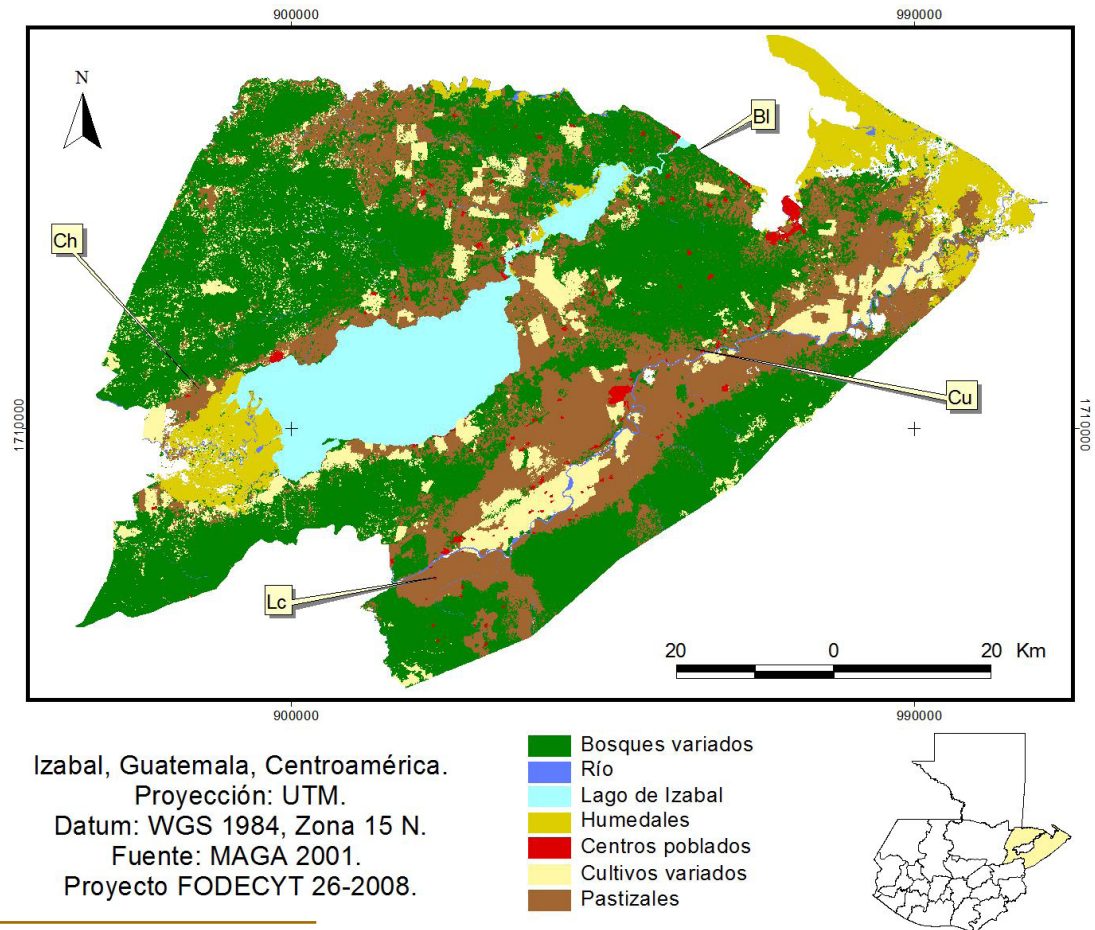 900000
990000
N
Bl
Ch
Cu
1710000
1710000
Lc
20 0 20 Km
900000
990000
Izabal, Guatemala, Centroamérica.
Proyección: UTM.
Datum: WGS 1984, Zona 15 N.
Fuente: MAGA 2001.
Proyecto FODECYT 26-2008.
Bosques variados
Río
Lago de Izabal
Humedales
Centros poblados
Cultivos variados
Pastizales